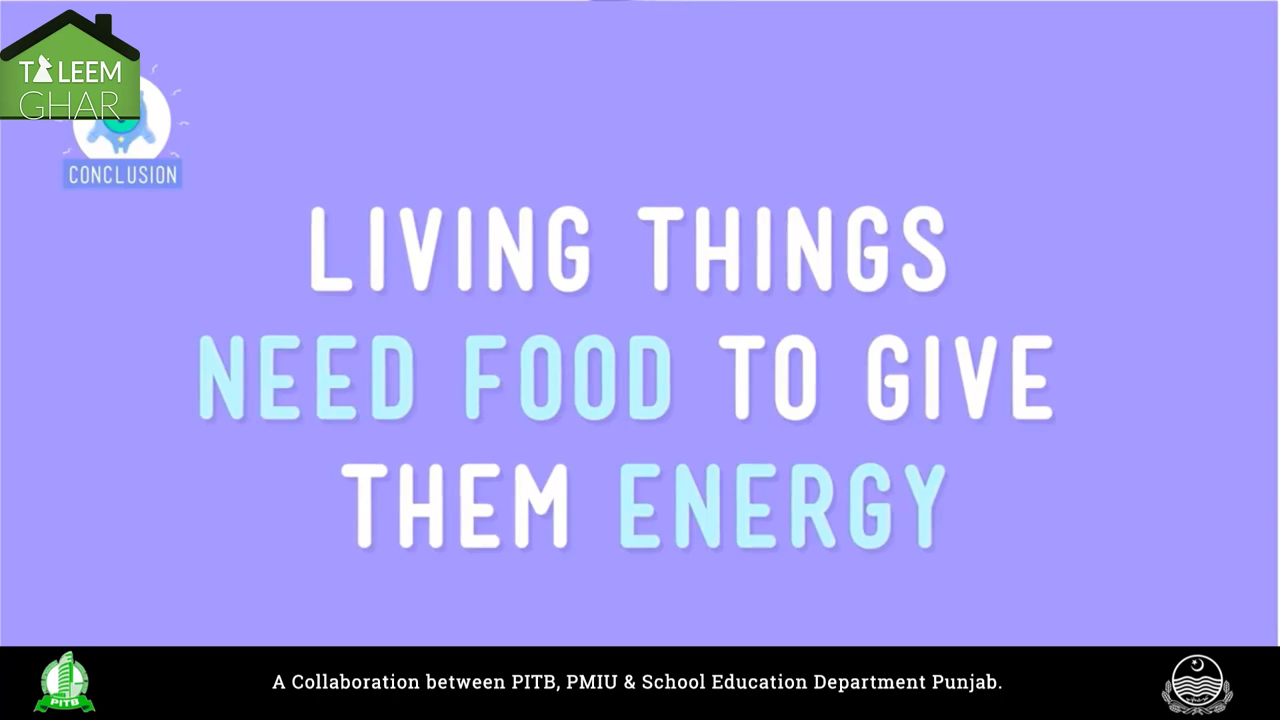 TALEEM
GHAR
CONCLUSION
LIVING THINGS
NEED FOOD TO GIVE
THEM ENERGY
PITB
A Collaboration between PITB, PMIU & School Education Department Punjab.